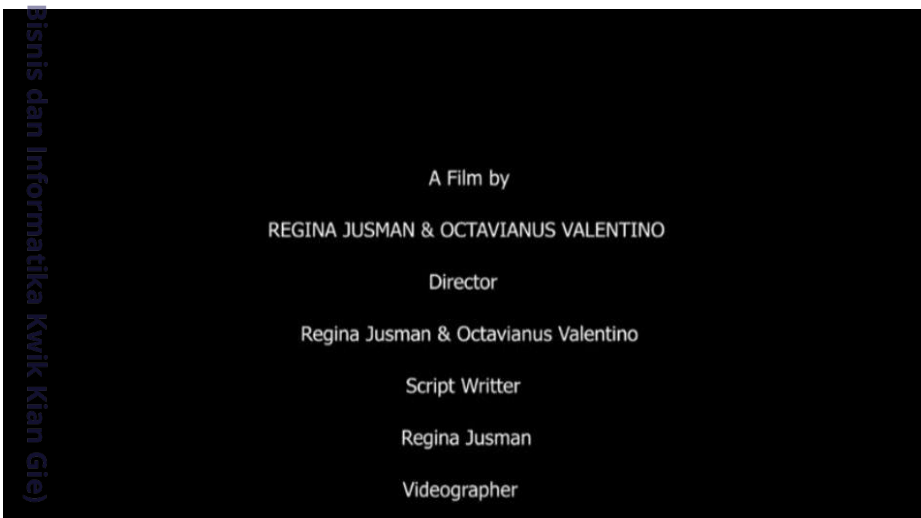 A Film by
REGINA JUSMAN & OCTAVIANUS VALENTINO
Director
Regina Jusman & Octavianus Valentino
Script Writter
Regina Jusman
Videographer
Bisnis dan Informatika Kwik Kian Gie)